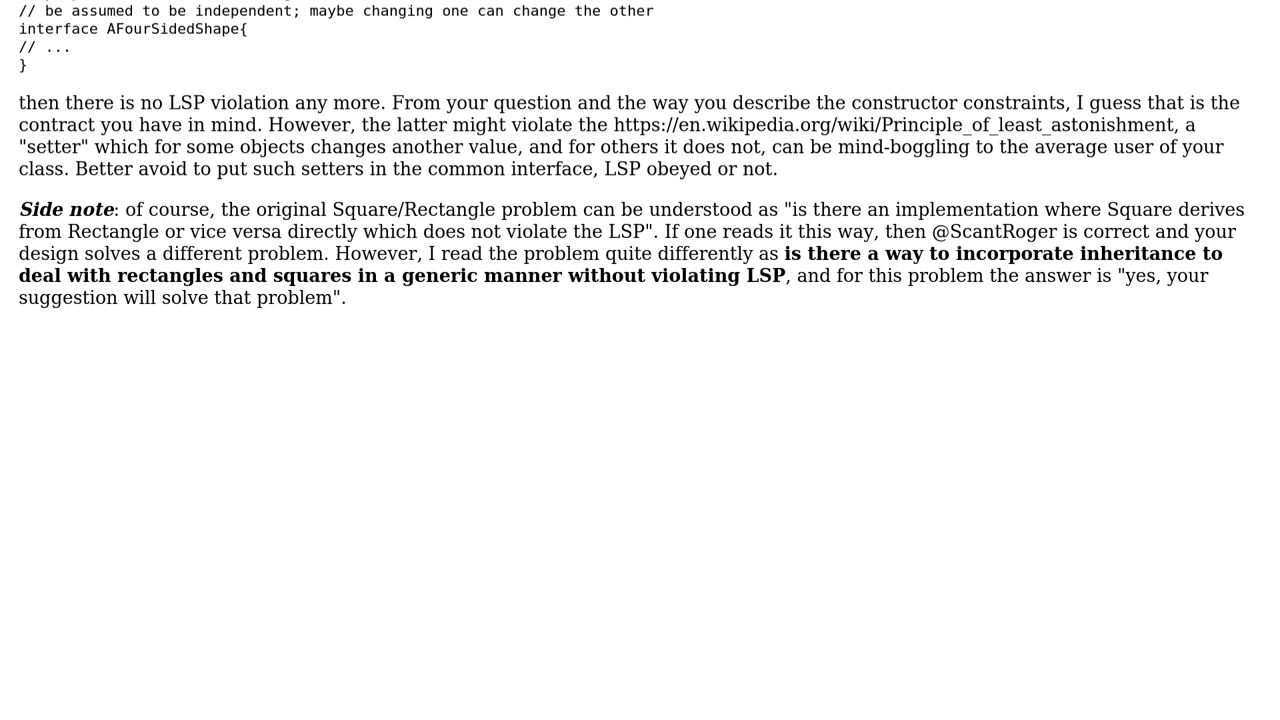 // be assumed to be independent; maybe changing one can change the other
interface AFourSidedShape{
// ...
}
then there is no LSP violation any more. From your question and the way you describe the constructor constraints, I guess that is the
contract you have in mind. However, the latter might violate the https://en.wikipedia.org/wiki/Principle_of_least_astonishment, a
"setter" which for some objects changes another value, and for others it does not, can be mind-boggling to the average user of your
class. Better avoid to put such setters in the common interface, LSP obeyed or not.
Side note: of course, the original Square/Rectangle problem can be understood as "is there an implementation where Square derives
from Rectangle or vice versa directly which does not violate the LSP". If one reads it this way, then @ScantRoger is correct and your
design solves a different problem. However, I read the problem quite differently as is there a way to incorporate inheritance to
deal with rectangles and squares in a generic manner without violating LSP, and for this problem the answer is "yes, your
suggestion will solve that problem".